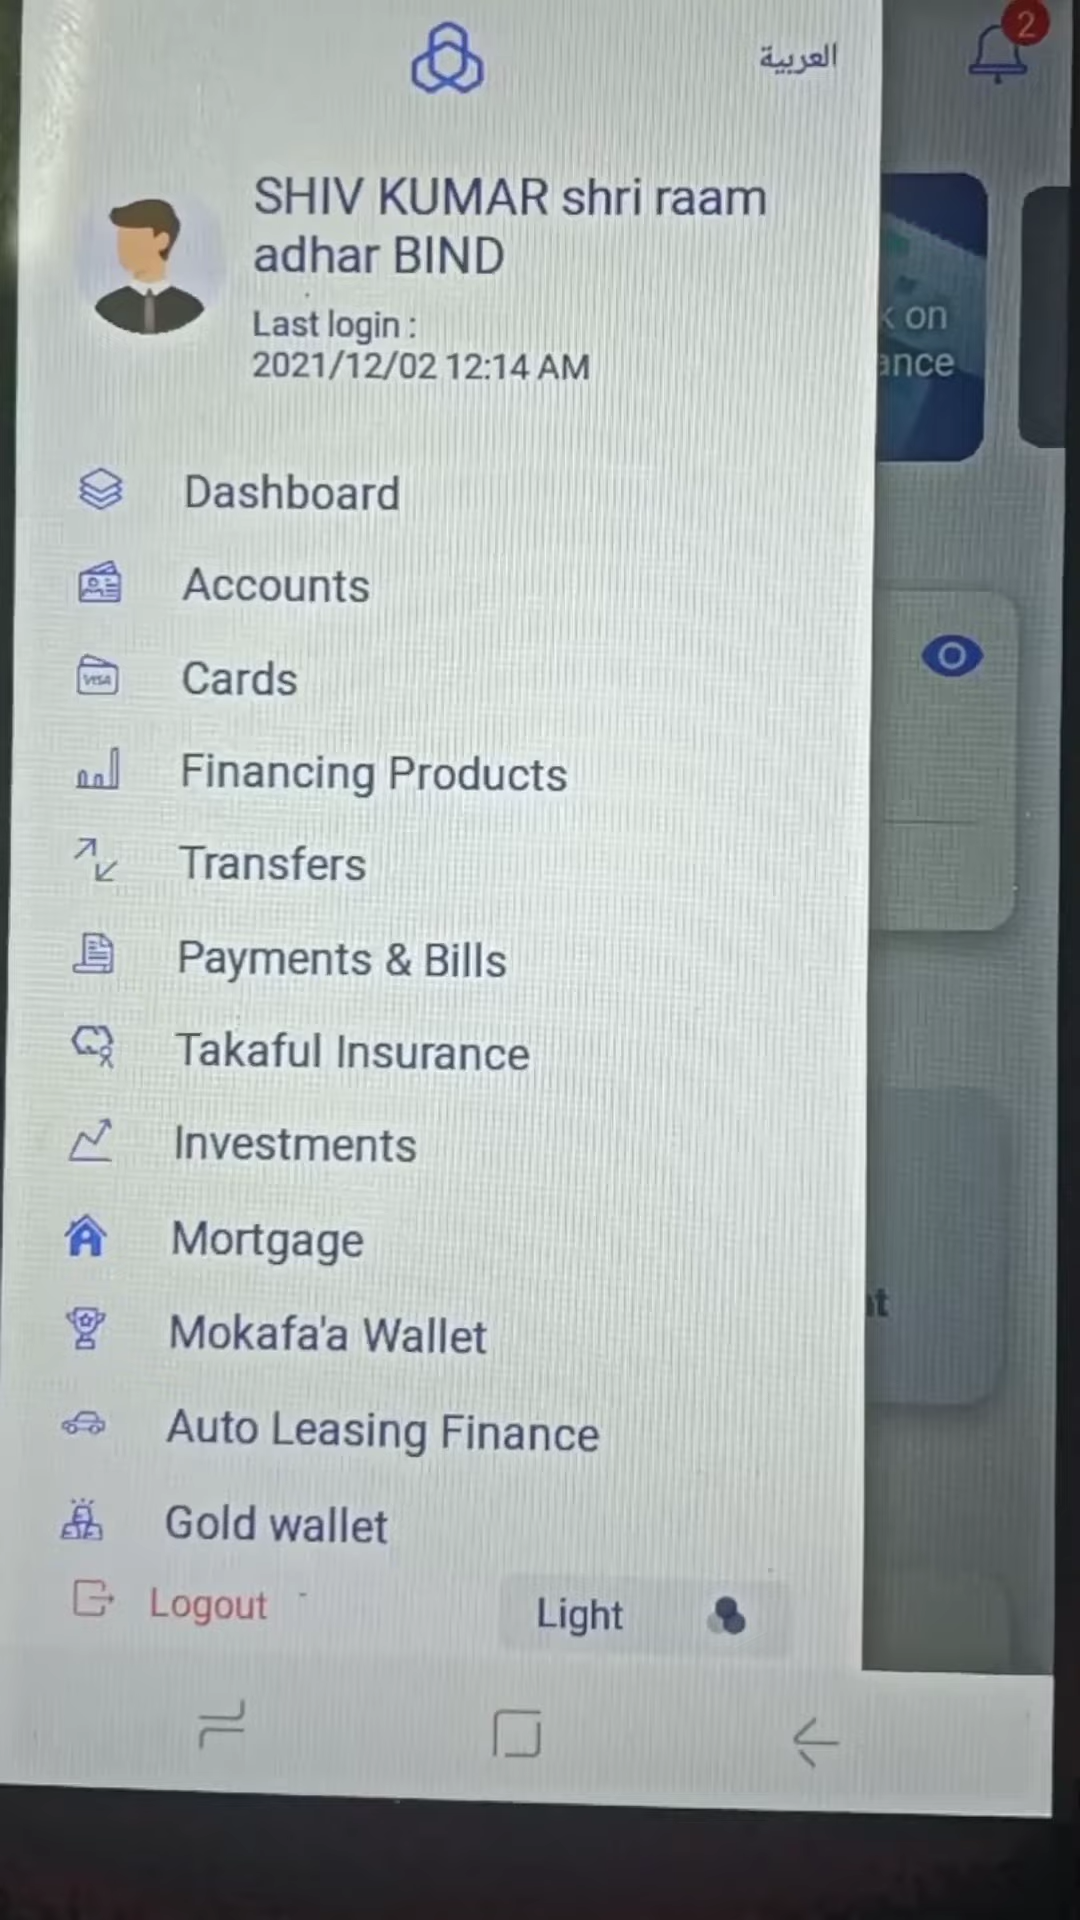 العربية
2
SHIV KUMAR shri raam
adhar BIND
Last login :
2021/12/02 12:14 AM
on
Dashboard
Accounts
VISA
Cards
Financing Products
Transfers
Payments & Bills
Takaful Insurance
Investments
Mortgage
Mokafa'a Wallet
Auto Leasing Finance
Gold wallet
Logout
Light